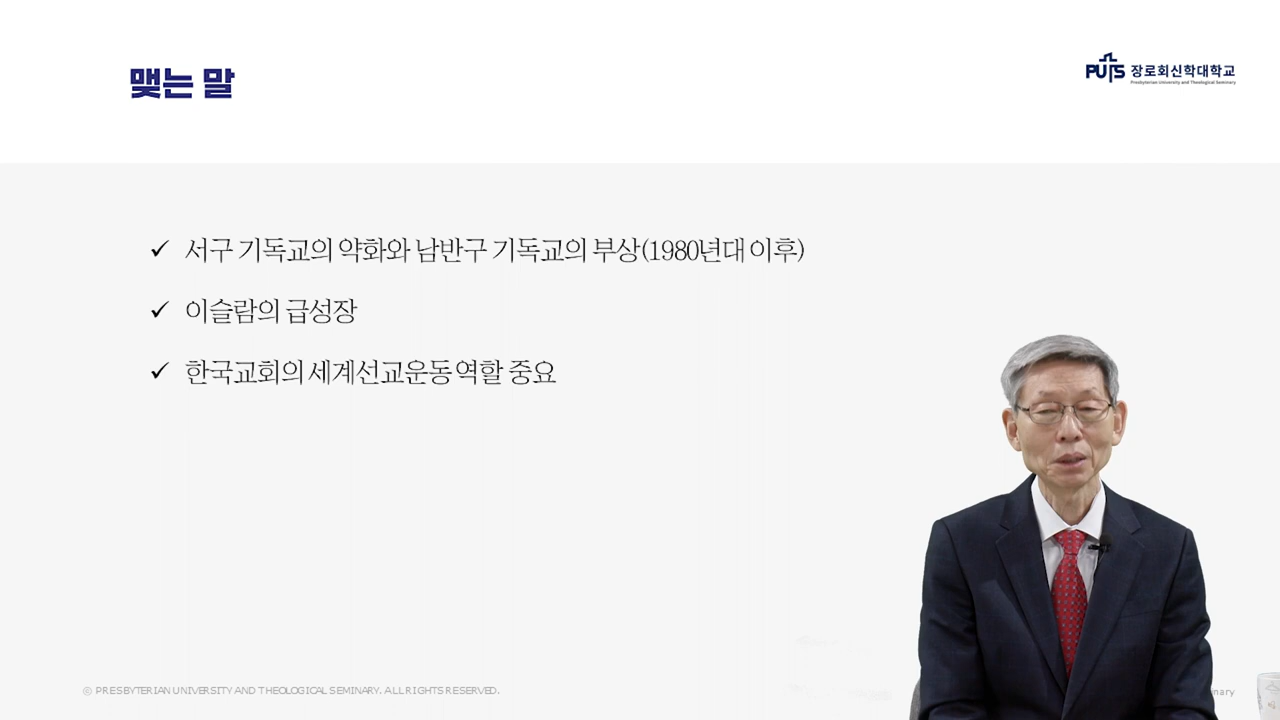 맺는 말
PUTS 장로회신학대학교
Presbyterian University and Theological Seminary
✓ 서구 기독교의 약화와 남반구 기독교의 부상(1980년대 이후)
✓ 이슬람의 급성장
✓ 한국교회의 세계선교운동 역할 중요
© PRESBYTERIAN UNIVERSITY AND THEOLOGICAL SEMINARY. ALL RIGHTS RESERVED.